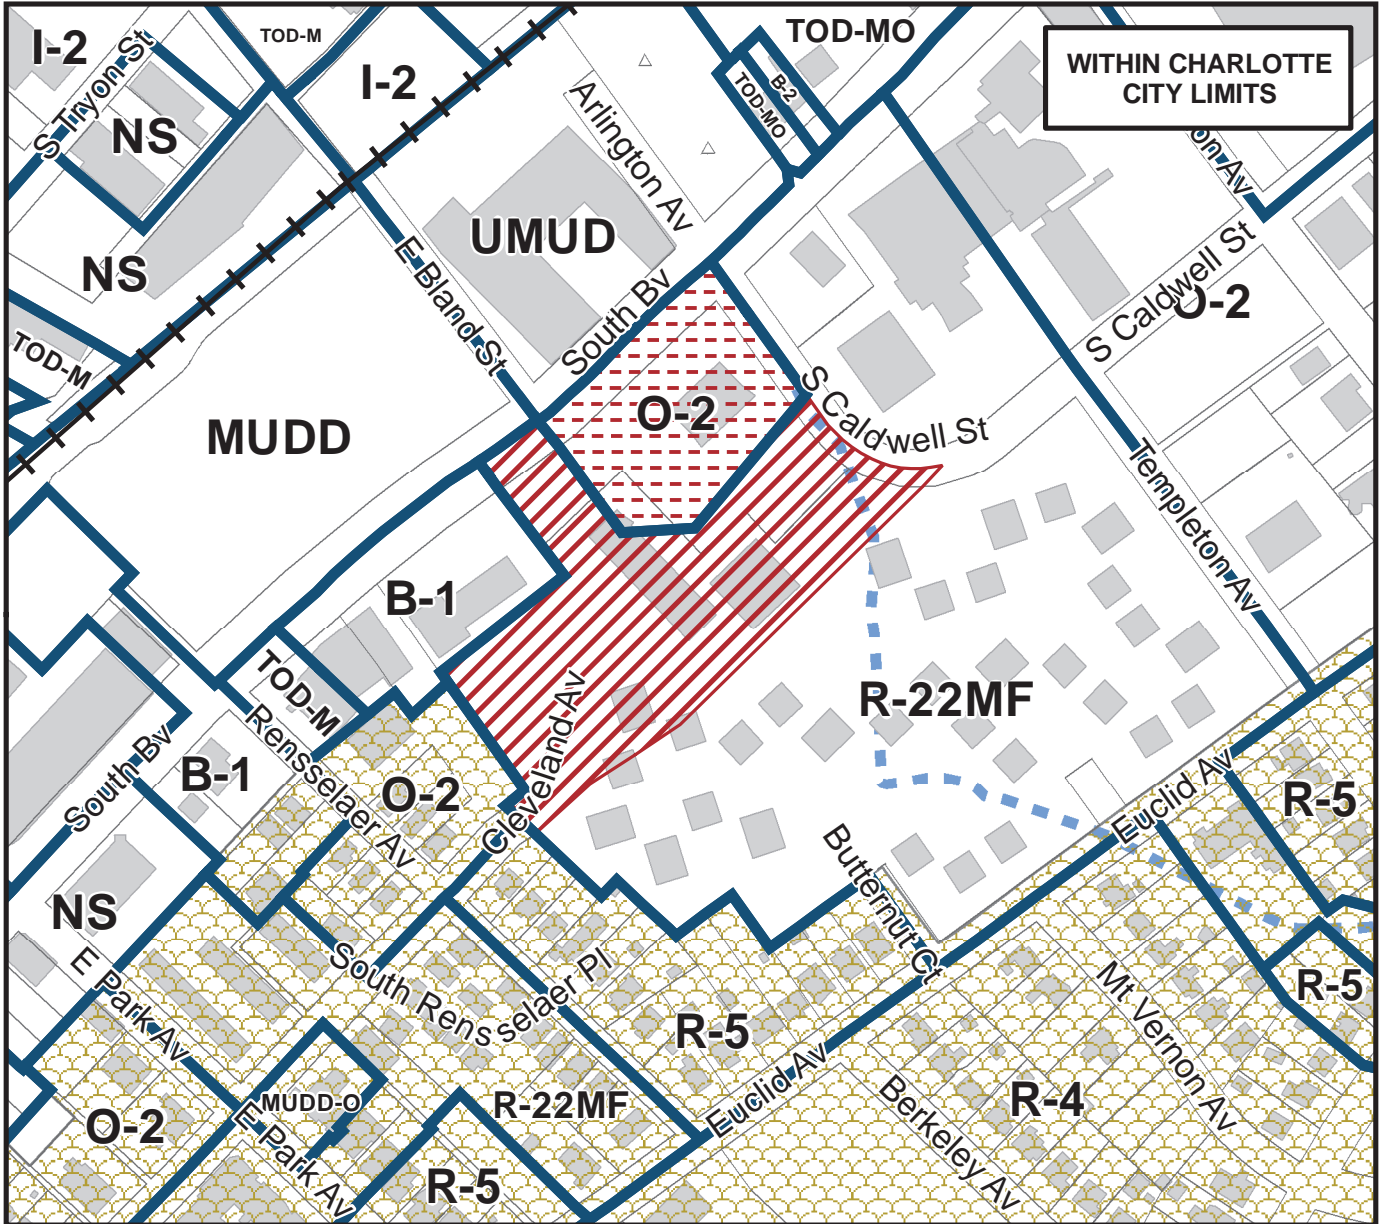 I-2
S Tryon St
NS
TOD-M
I-2
TOD-MO
B-2
TOD-MO
WITHIN CHARLOTTE
CITY LIMITS
on Av
Arlington Av
UMUD
NS
E Bland St
South Bv
S Caldwell St
O-2
TOD-M
MUDD
O-2
S Caldwell St
Templeton Av
B-1
TOD-M
Rensselaer Av
Cleveland Av
R-22MF
South Bv
B-1
O-2
Euclid Av
R-5
Butternut Ct
NS
E Park Av
South Rensselaer Pl
R-5
Mt Vernon Av
R-5
Euclid Av
MUDD-O
R-22MF
Berkeley Av
R-4
O-2
E Park Av
R-5